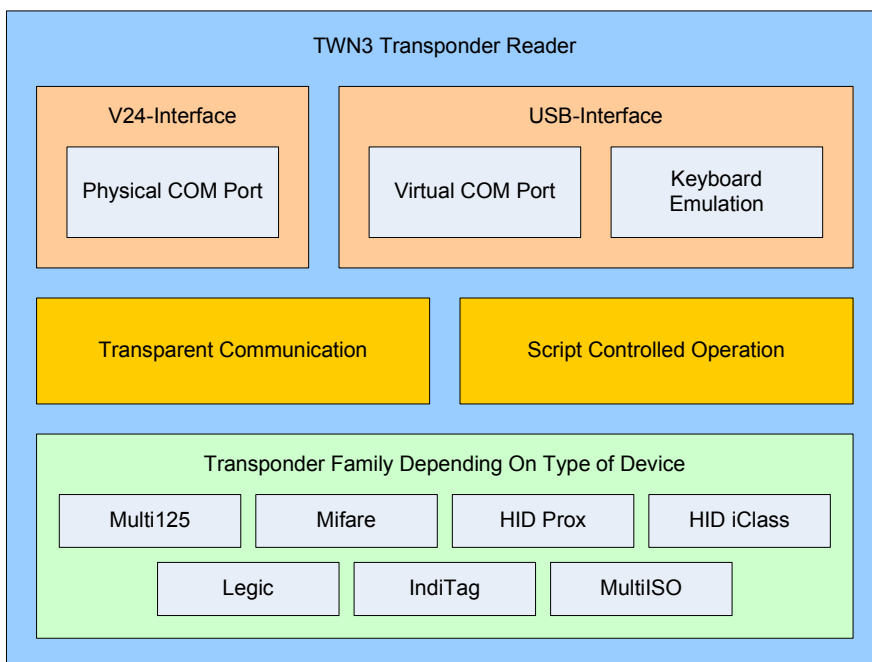 TWN3 Transponder Reader
V24-Interface
Physical COM Port
USB-Interface
Virtual COM Port
Keyboard
Emulation
Transparent Communication
Script Controlled Operation
Transponder Family Depending On Type of Device
Multi125
Mifare
HID Prox
HID iClass
Legic
IndiTag
MultiISO